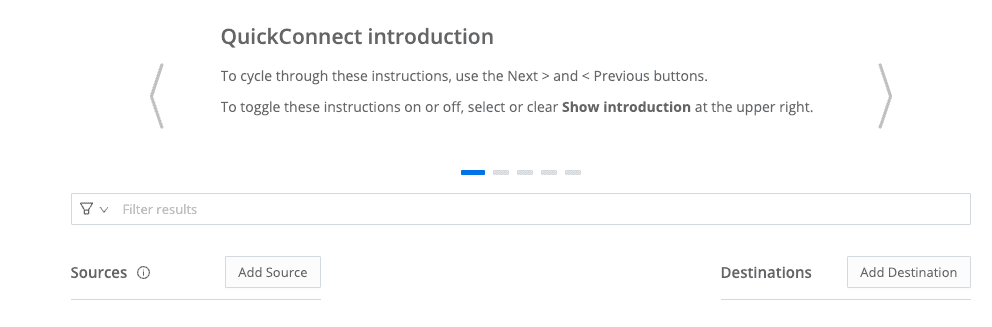 QuickConnect introduction
To cycle through these instructions, use the Next > and < Previous buttons.
To toggle these instructions on or off, select or clear Show introduction at the upper right.
Filter results
Sources
Add Source
Destinations
Add Destination